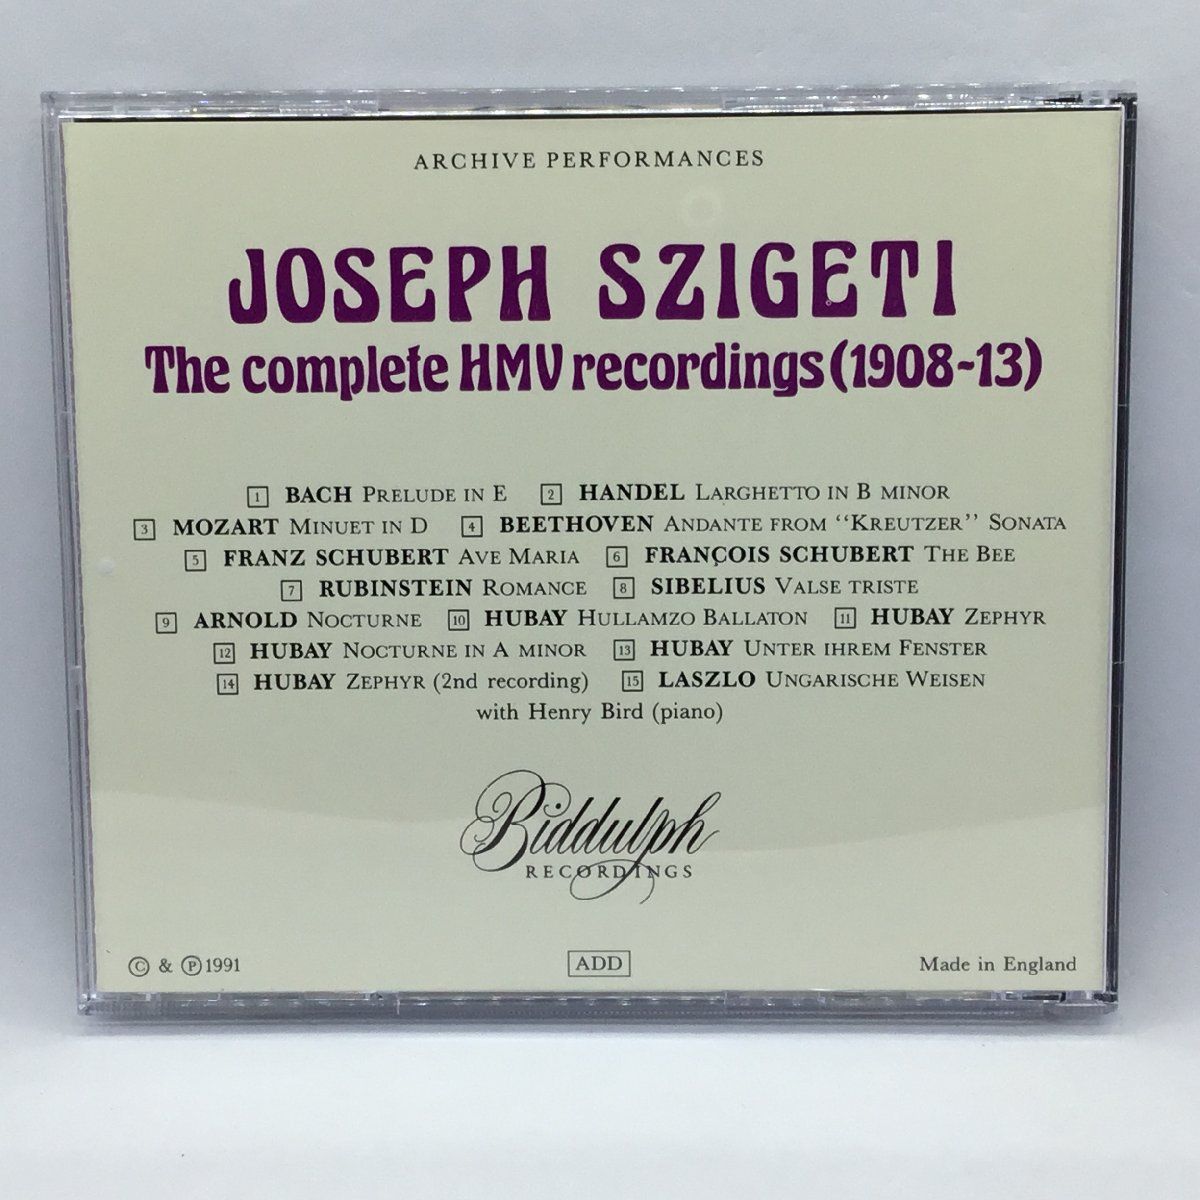 ARCHIVE PERFORMANCES
JOSEPH SZIGETI
The complete HMV recordings (1908-13)
1 BACH PRELUDE IN E 2 HANDEL LARGHETTO IN B MINOR
3 MOZART MINUET IN D 4 BEETHOVEN ANDANTE FROM “KREUTZER” SONATA
5 FRANZ SCHUBERT AVE MARIA 6 FRANÇOIS SCHUBERT THE BEE
7 RUBINSTEIN ROMANCE 8 SIBELIUS VALSE TRISTE
9 ARNOLD NOCTURNE 10 HUBAY HULLAMZO BALLATON 11 HUBAY ZEPHYR
12 HUBAY NOCTURNE IN A MINOR 13 HUBAY UNTER IHREM FENSTER
14 HUBAY ZEPHYR (2nd recording) 15 LASZLO UNGARISCHE WEISEN
with Henry Bird (piano)
Biddulph
RECORDINGS
© & ℗ 1991 ADD Made in England